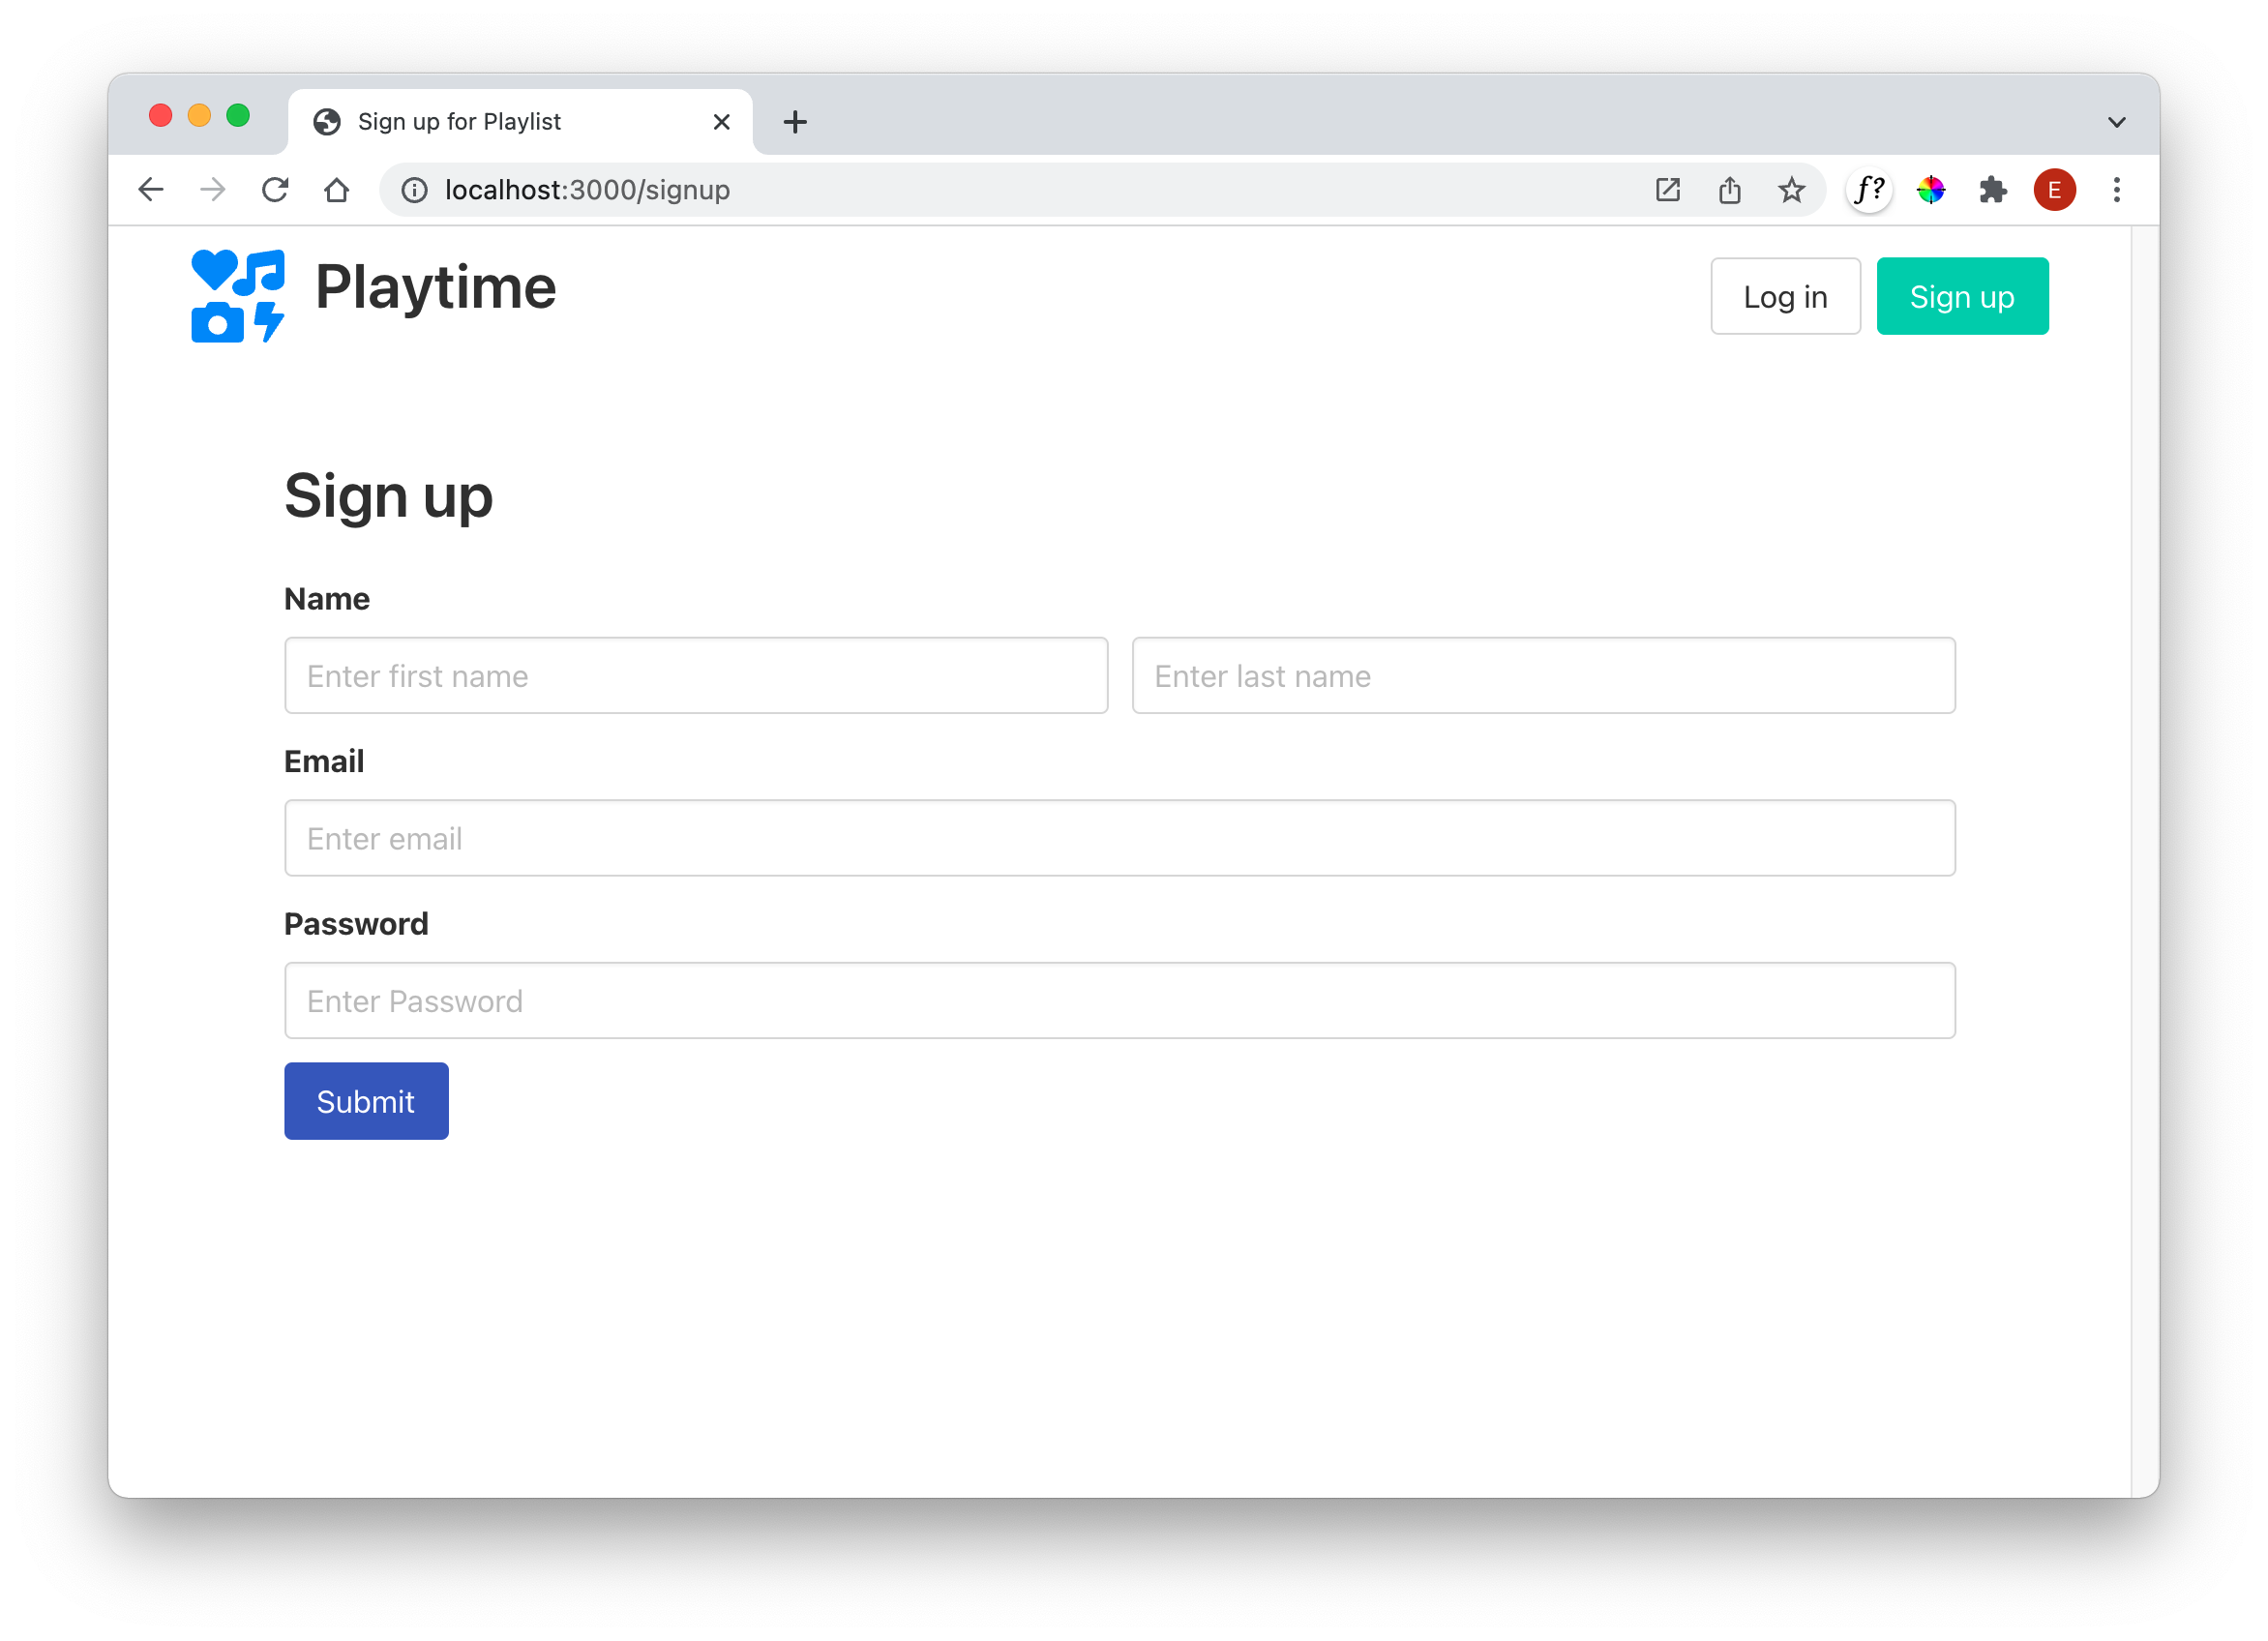 Sign up for Playlist
localhost:3000/signup
f?
E
Playtime
Log in
Sign up
Sign up
Name
Enter first name
Enter last name
Email
Enter email
Password
Enter Password
Submit